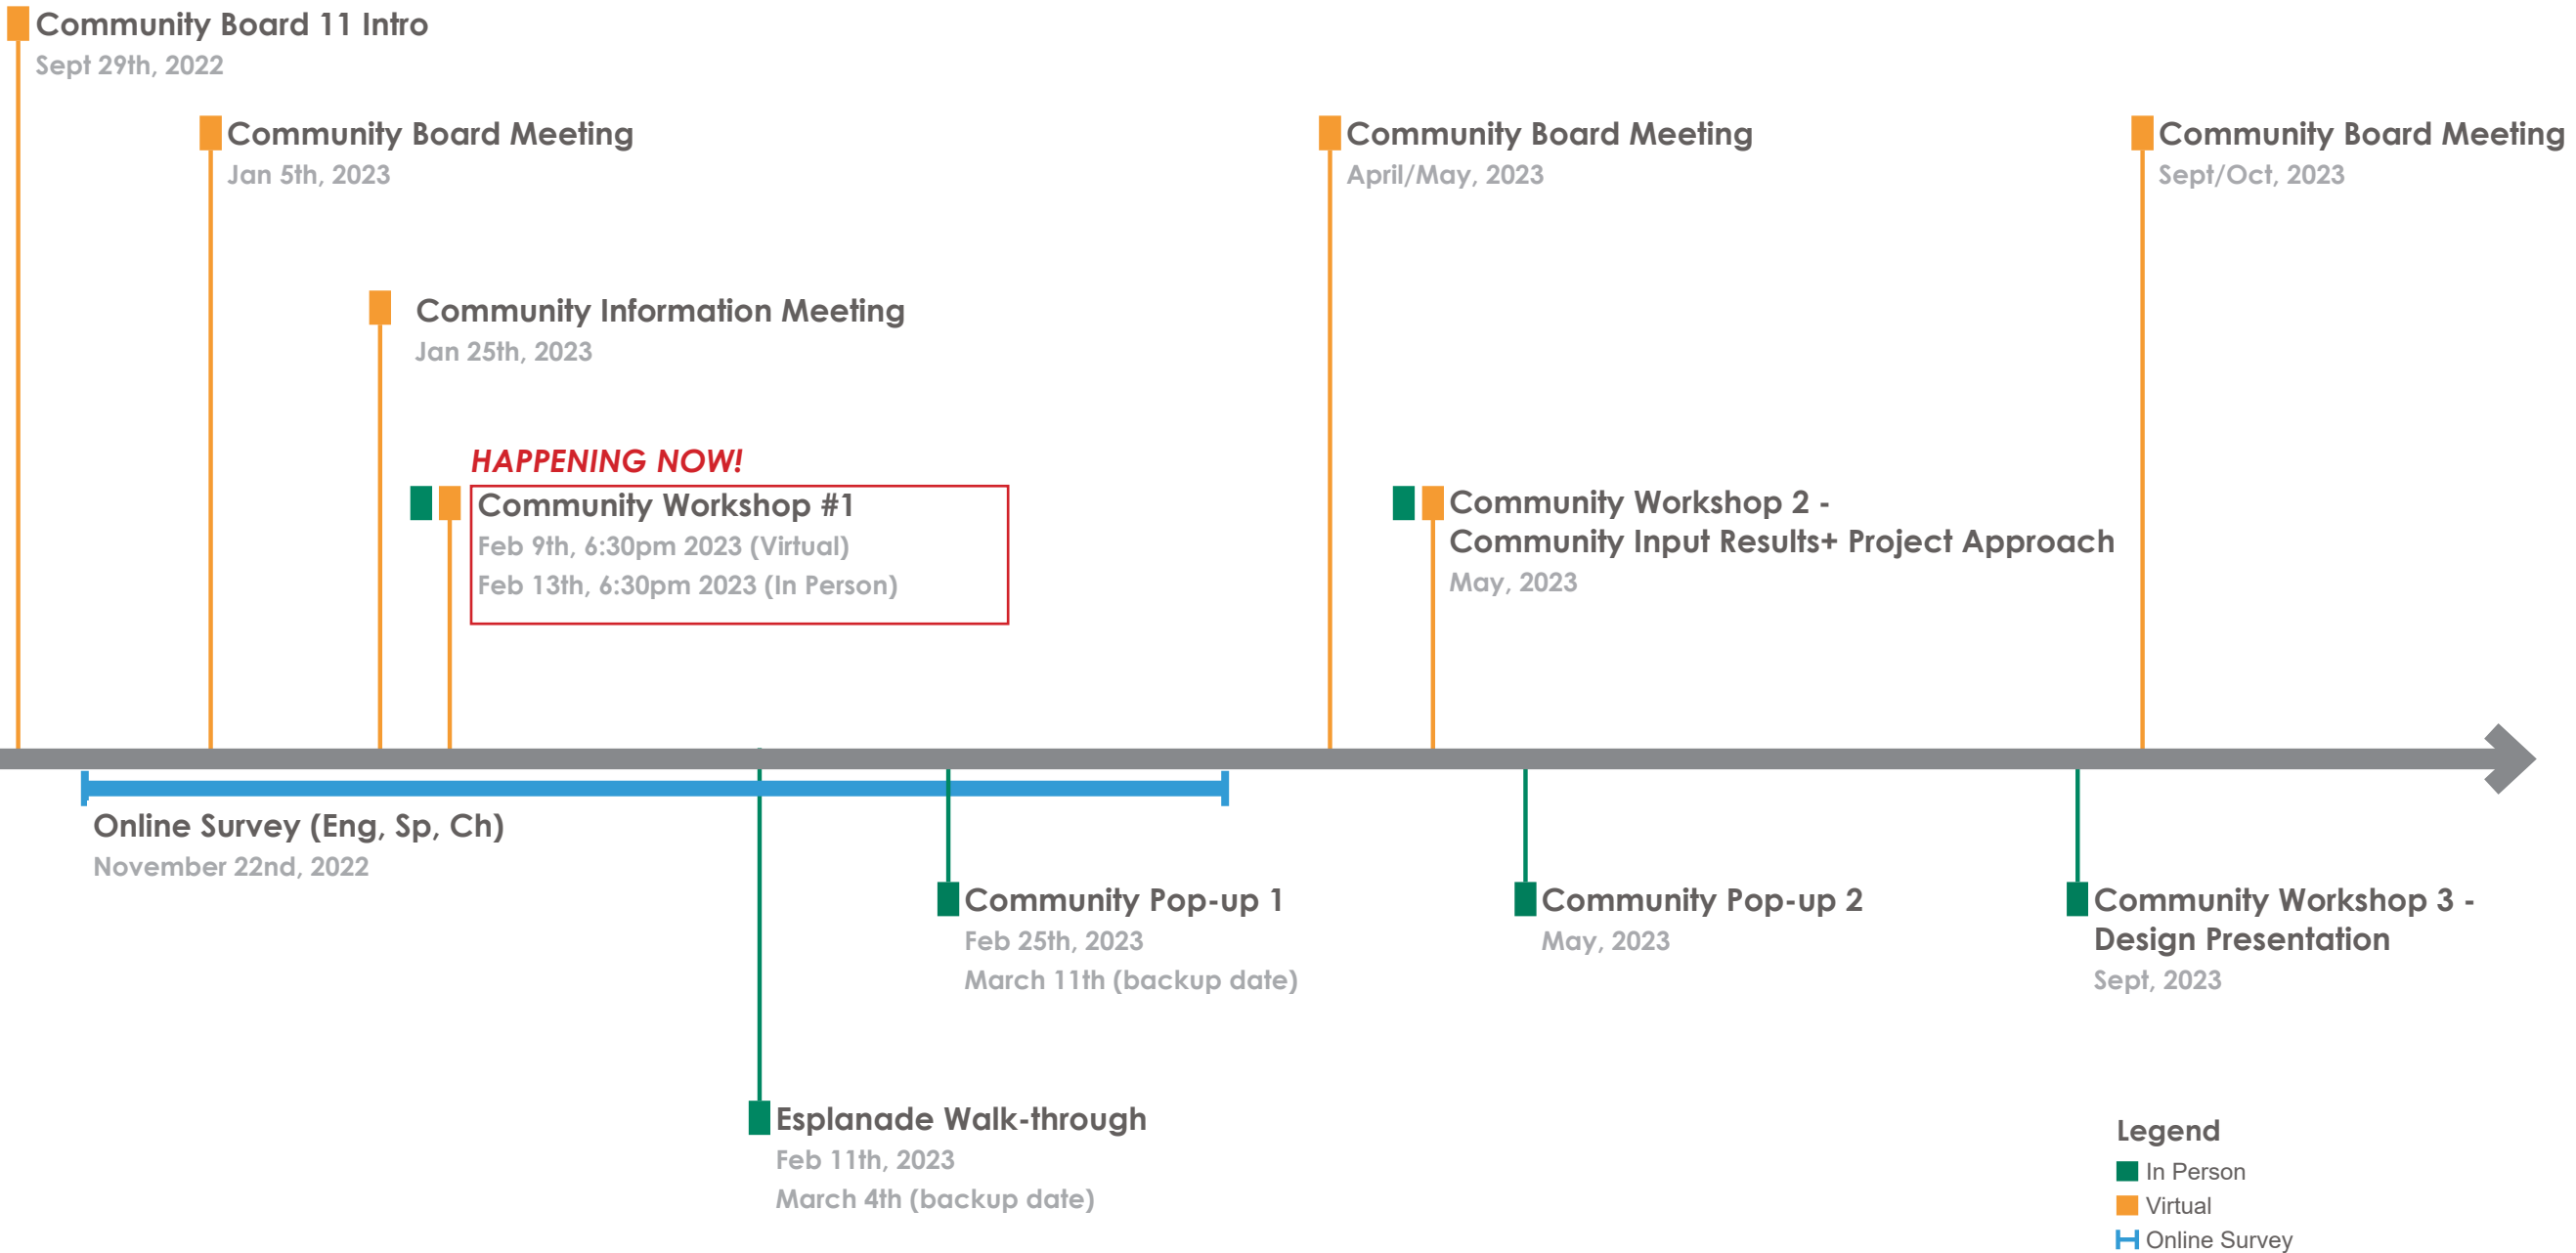 Community Board 11 Intro
Sept 29th, 2022
Community Board Meeting
Jan 5th, 2023
Community Board Meeting
April/May, 2023
Community Board Meeting
Sept/Oct, 2023
Community Information Meeting
Jan 25th, 2023
HAPPENING NOW!
Community Workshop #1
Feb 9th, 6:30pm 2023 (Virtual)
Feb 13th, 6:30pm 2023 (In Person)
Community Workshop 2 -
Community Input Results+ Project Approach
May, 2023
Online Survey (Eng, Sp, Ch)
November 22nd, 2022
Community Pop-up 1
Feb 25th, 2023
March 11th (backup date)
Community Pop-up 2
May, 2023
Community Workshop 3 -
Design Presentation
Sept, 2023
Esplanade Walk-through
Feb 11th, 2023
March 4th (backup date)
Legend
In Person
Virtual
Online Survey